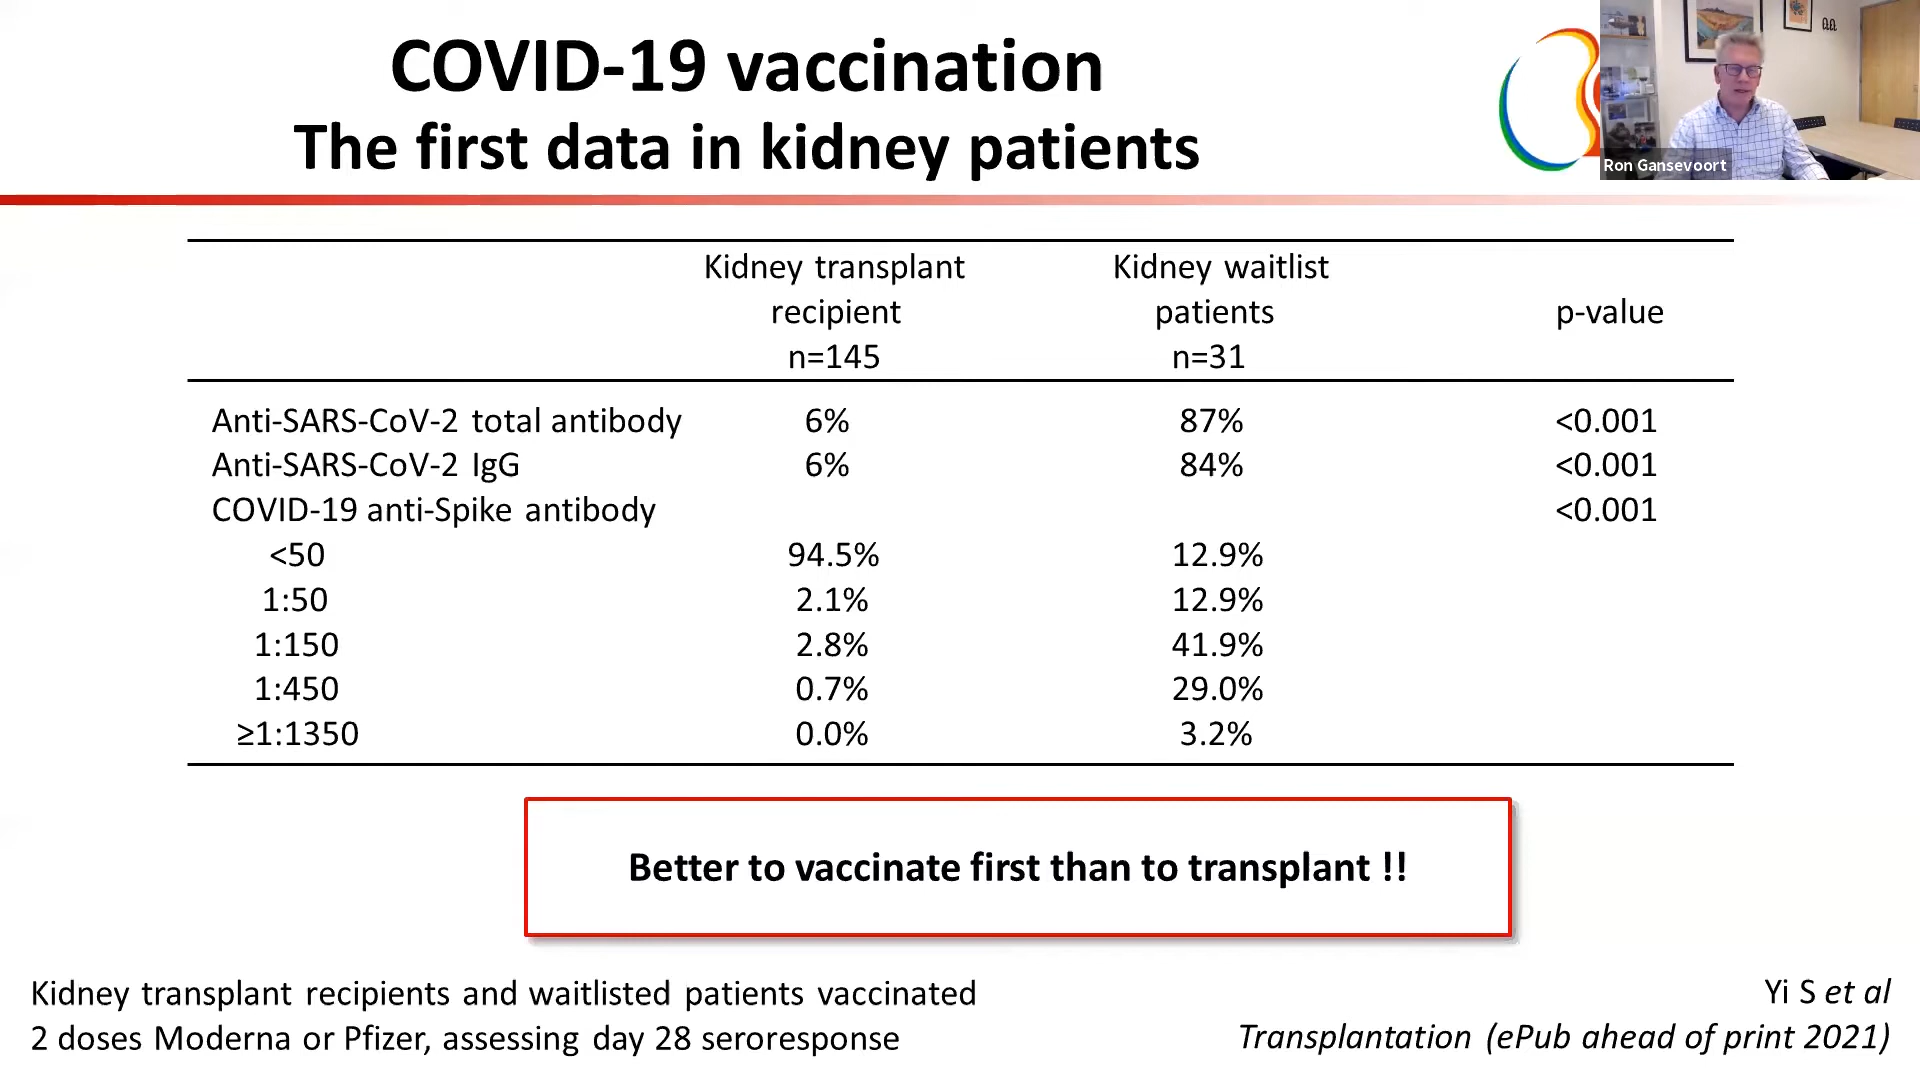 COVID-19 vaccination
The first data in kidney patients
Ron Gansevoort
Kidney transplant recipient n=145
Kidney waitlist patients n=31
p-value
Anti-SARS-CoV-2 total antibody 6% 87% <0.001
Anti-SARS-CoV-2 IgG 6% 84% <0.001
COVID-19 anti-Spike antibody <0.001
<50 94.5% 12.9%
1:50 2.1% 12.9%
1:150 2.8% 41.9%
1:450 0.7% 29.0%
≥1:1350 0.0% 3.2%
Better to vaccinate first than to transplant !!
Kidney transplant recipients and waitlisted patients vaccinated
2 doses Moderna or Pfizer, assessing day 28 seroresponse
Yi S et al
Transplantation (ePub ahead of print 2021)